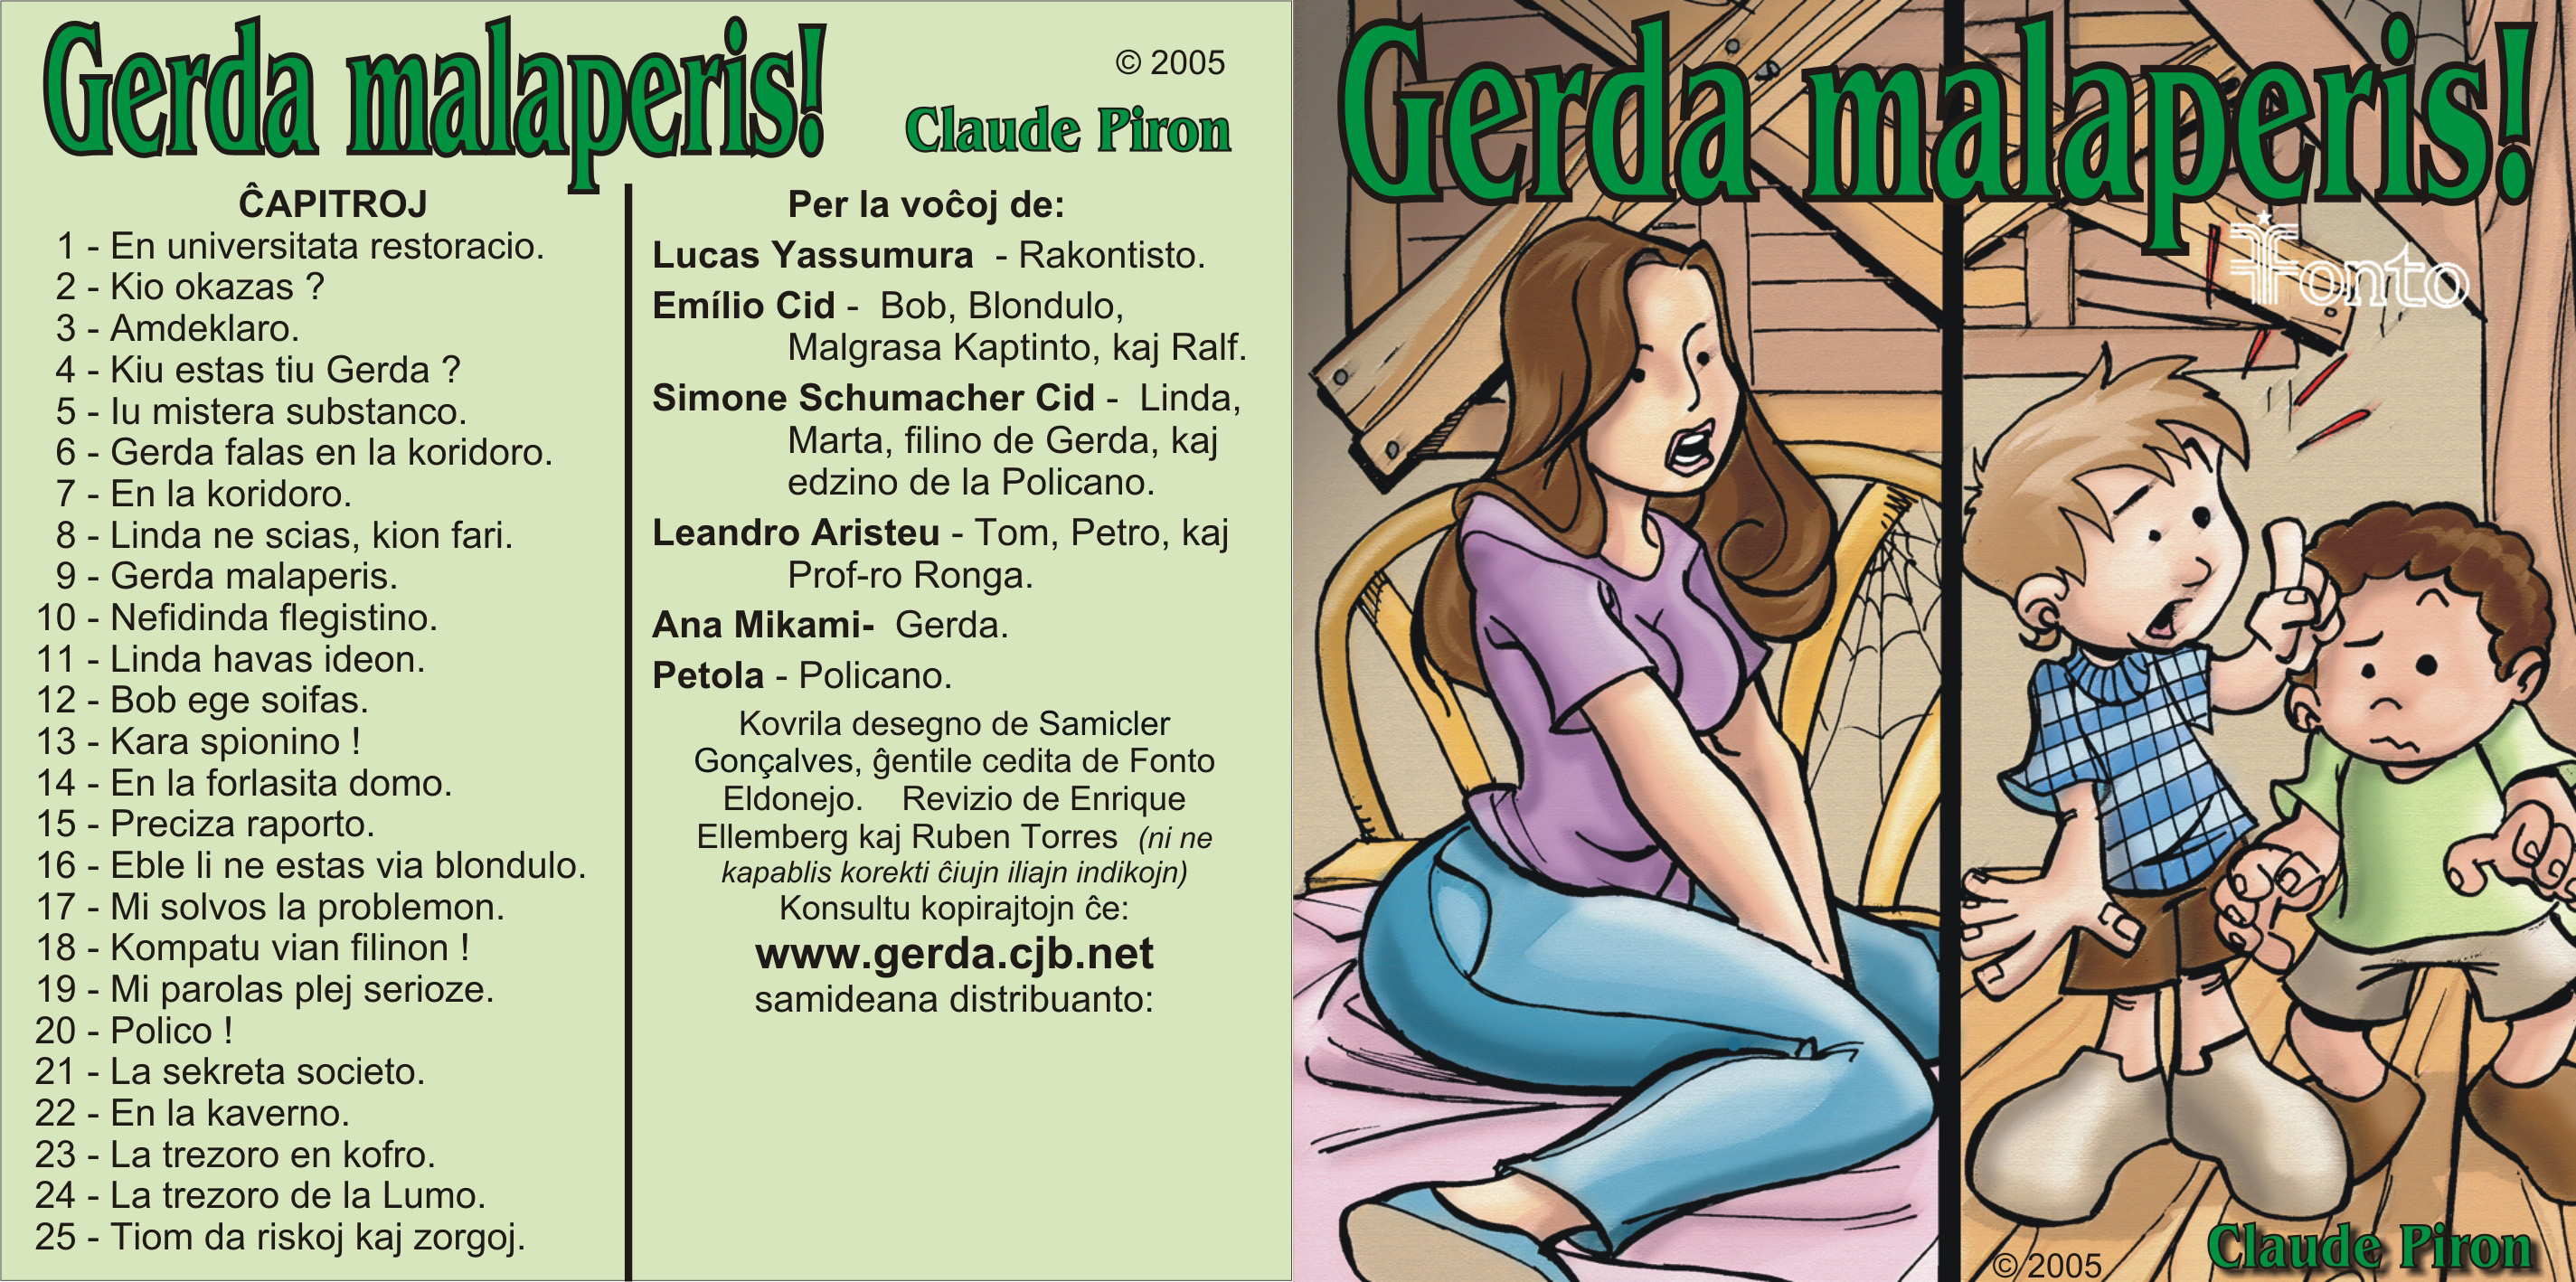 Gerda malaperis!
© 2005
Claude Piron
ĈAPITROJ
1 - En universitata restoracio.
2 - Kio okazas ?
3 - Amdeklaro.
4 - Kiu estas tiu Gerda ?
5 - Iu mistera substanco.
6 - Gerda falas en la koridoro.
7 - En la koridoro.
8 - Linda ne scias, kion fari.
9 - Gerda malaperis.
10 - Nefidinda flegistino.
11 - Linda havas ideon.
12 - Bob ege soifas.
13 - Kara spionino !
14 - En la forlasita domo.
15 - Preciza raporto.
16 - Eble li ne estas via blondulo.
17 - Mi solvos la problemon.
18 - Kompatu vian filinon !
19 - Mi parolas plej serioze.
20 - Polico !
21 - La sekreta societo.
22 - En la kaverno.
23 - La trezoro en kofro.
24 - La trezoro de la Lumo.
25 - Tiom da riskoj kaj zorgoj.
Per la voĉoj de:
Lucas Yassumura - Rakontisto.
Emílio Cid - Bob, Blondulo,
Malgrasa Kaptinto, kaj Ralf.
Simone Schumacher Cid - Linda,
Marta, filino de Gerda, kaj
edzino de la Policano.
Leandro Aristeu - Tom, Petro, kaj
Prof-ro Ronga.
Ana Mikami- Gerda.
Petola - Policano.
Kovrila desegno de Samicler
Gonçalves, ĝentile cedita de Fonto
Eldonejo. Revizio de Enrique
Ellemberg kaj Ruben Torres (ni ne
kapablis korekti ĉiujn iliajn indikojn)
Konsultu kopirajtojn ĉe:
www.gerda.cjb.net
samideana distribuanto:
Gerda malaperis!
Fonto
Claude Piron
© 2005